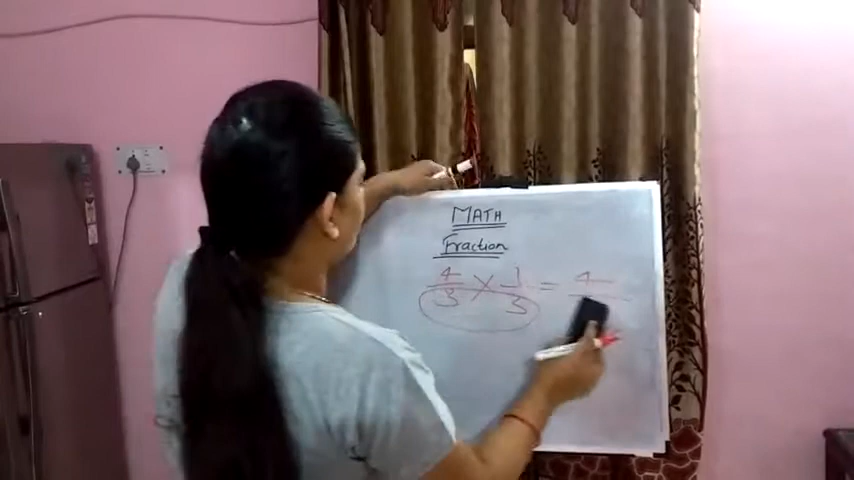 MATH
Fraction
4/3 × 1/3 = 4